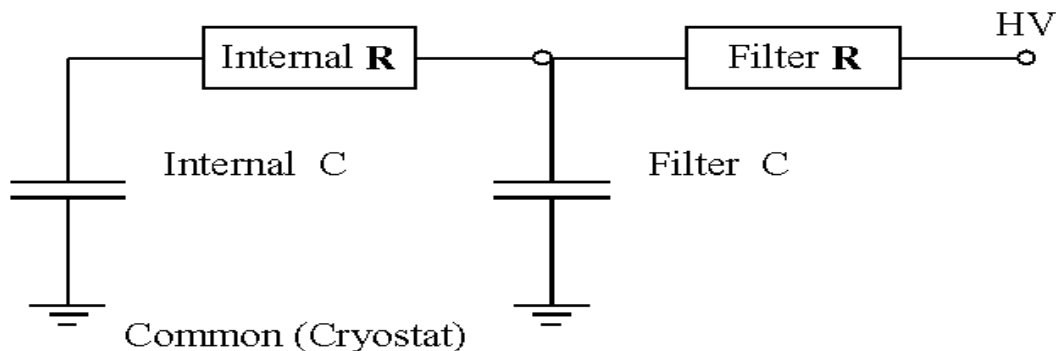 HV
Internal R
Filter R
Internal C
Filter C
Common (Cryostat)